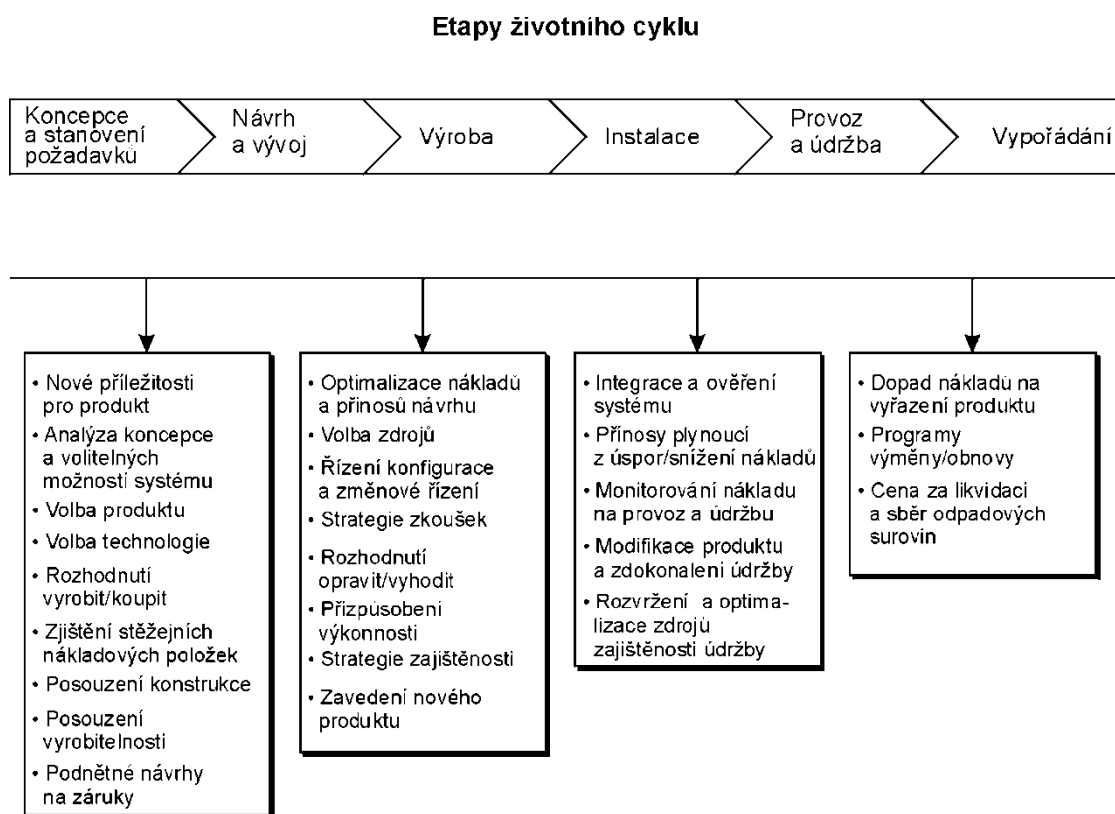 Etapy životního cyklu
Koncepce
a stanovení
požadavků
Návrh
a vývoj
Výroba
Instalace
Provoz
a údržba
Vypořádání
• Nové příležitosti
pro produkt
• Analýza koncepce
a volitelných
možností systému
• Volba produktu
• Volba technologie
• Rozhodnutí
vyrobit/koupit
• Zjištění stěžejních
nákladových položek
• Posouzení konstrukce
• Posouzení
vyrobitelnosti
• Podnětné návrhy
na záruky
• Optimalizace nákladů
a přínosů návrhu
• Volba zdrojů
• Řízení konfigurace
a změnové řízení
• Strategie zkoušek
• Rozhodnutí
opravit/vyhodit
• Přizpůsobení
výkonnosti
• Strategie zajištěnosti
• Zavedení nového
produktu
• Integrace a ověření
systému
• Přínosy plynoucí
z úspor/snížení nákladů
• Monitorování nákladu
na provoz a údržbu
• Modifikace produktu
a zdokonalení údržby
• Rozvržení a optima-
lizace zdrojů
zajištěnosti údržby
• Dopad nákladů na
vyřazení produktu
• Programy
výměny/obnovy
• Cena za likvidaci
a sběr odpadových
surovin